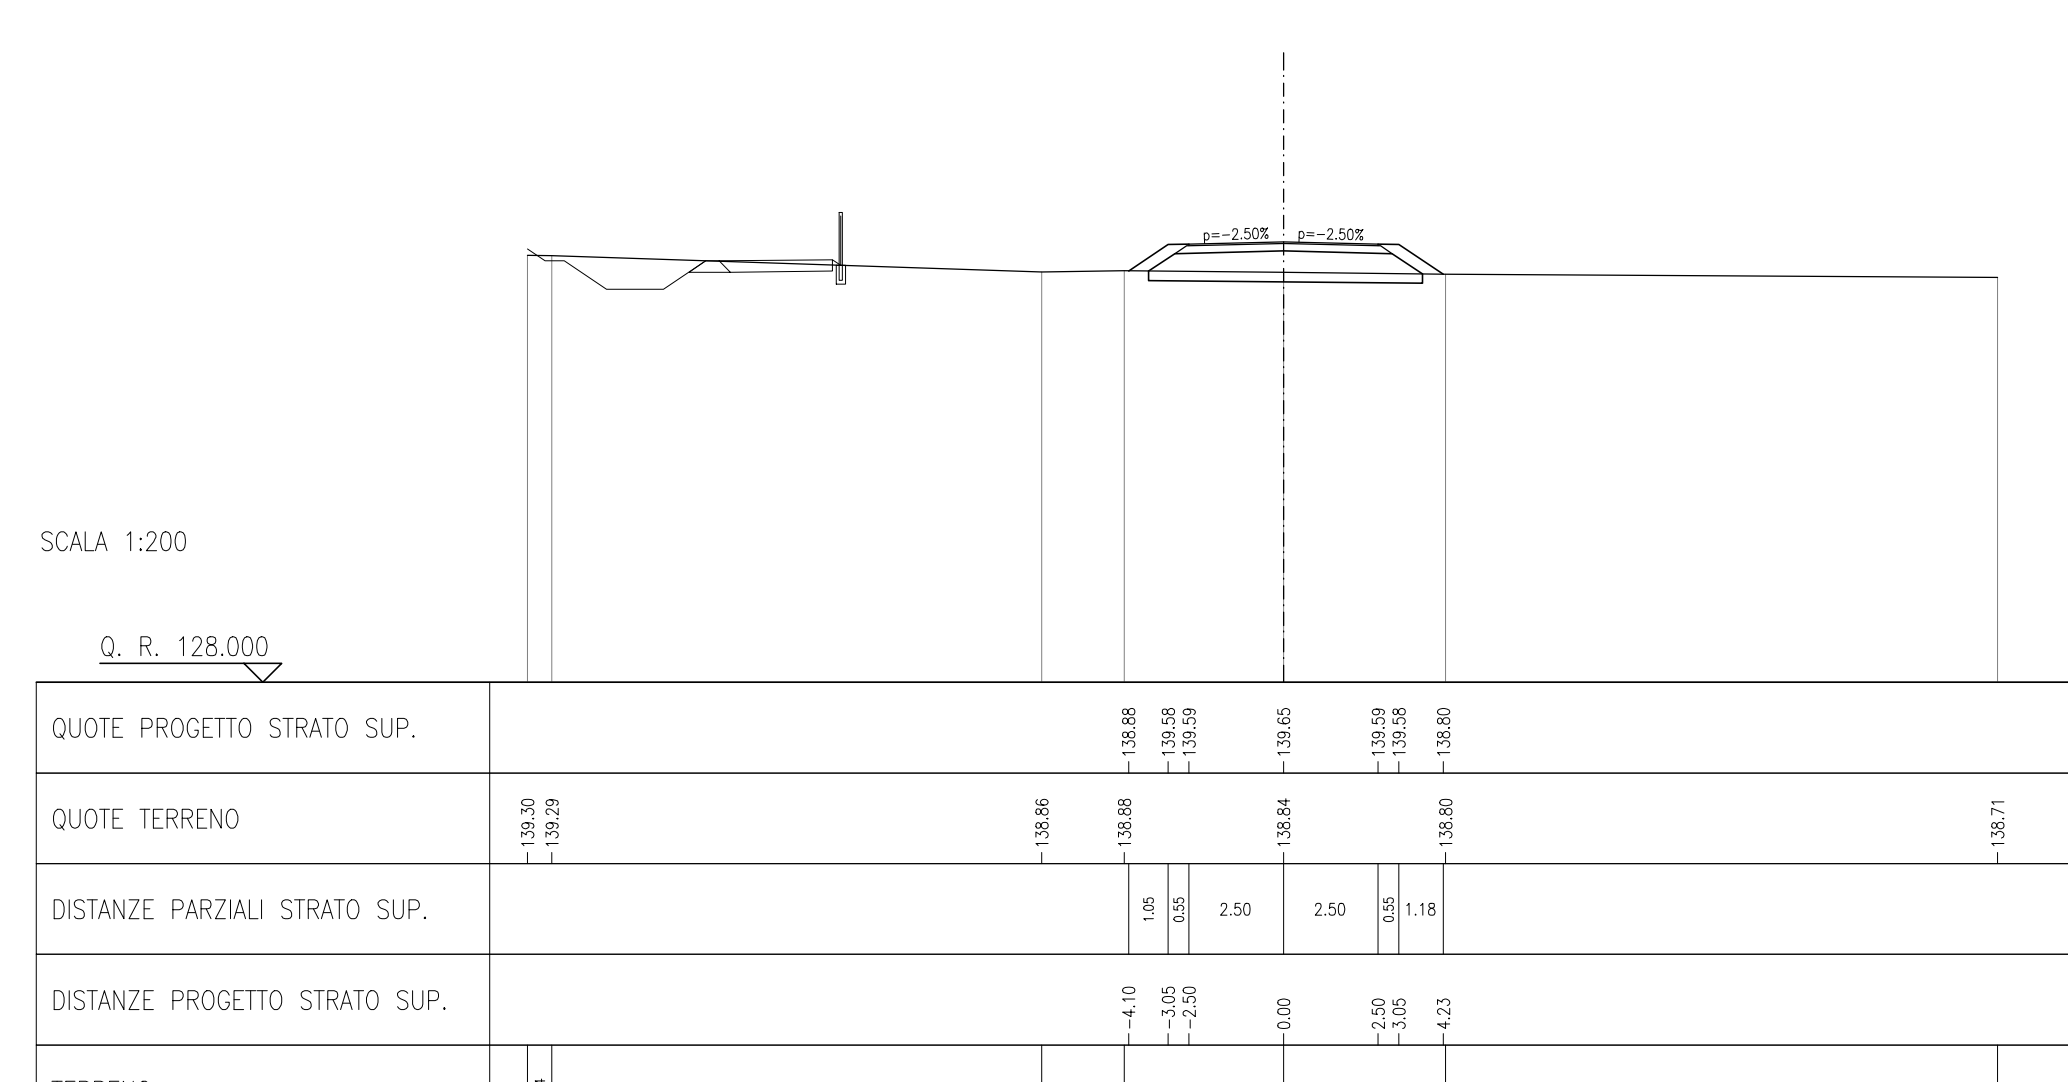 p=-2.50% p=-2.50%
SCALA 1:200
Q. R. 128.000
QUOTE PROGETTO STRATO SUP. 138.88 139.58 139.59 139.65 139.59 139.58 138.80
QUOTE TERRENO 139.30 139.29 138.86 138.88 138.84 138.80 138.71
DISTANZE PARZIALI STRATO SUP. 1.05 0.55 2.50 2.50 0.55 1.18
DISTANZE PROGETTO STRATO SUP. -4.10 -3.05 -2.50 0.00 2.50 3.05 4.23